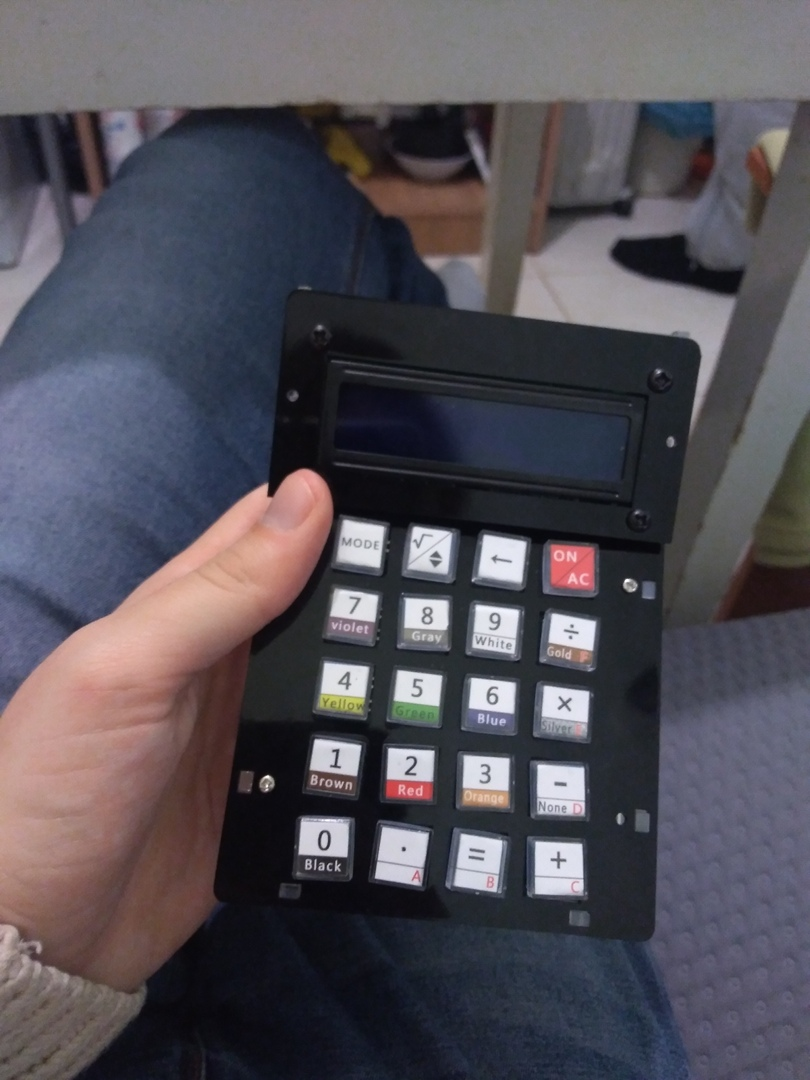 MODE √ ← ON AC
7 8 9 ÷
violet Gray White Gold F
4 5 6 ×
Yellow Green Blue Silver E
1 2 3 -
Brown Red Orange None D
0 . = +
Black A B C